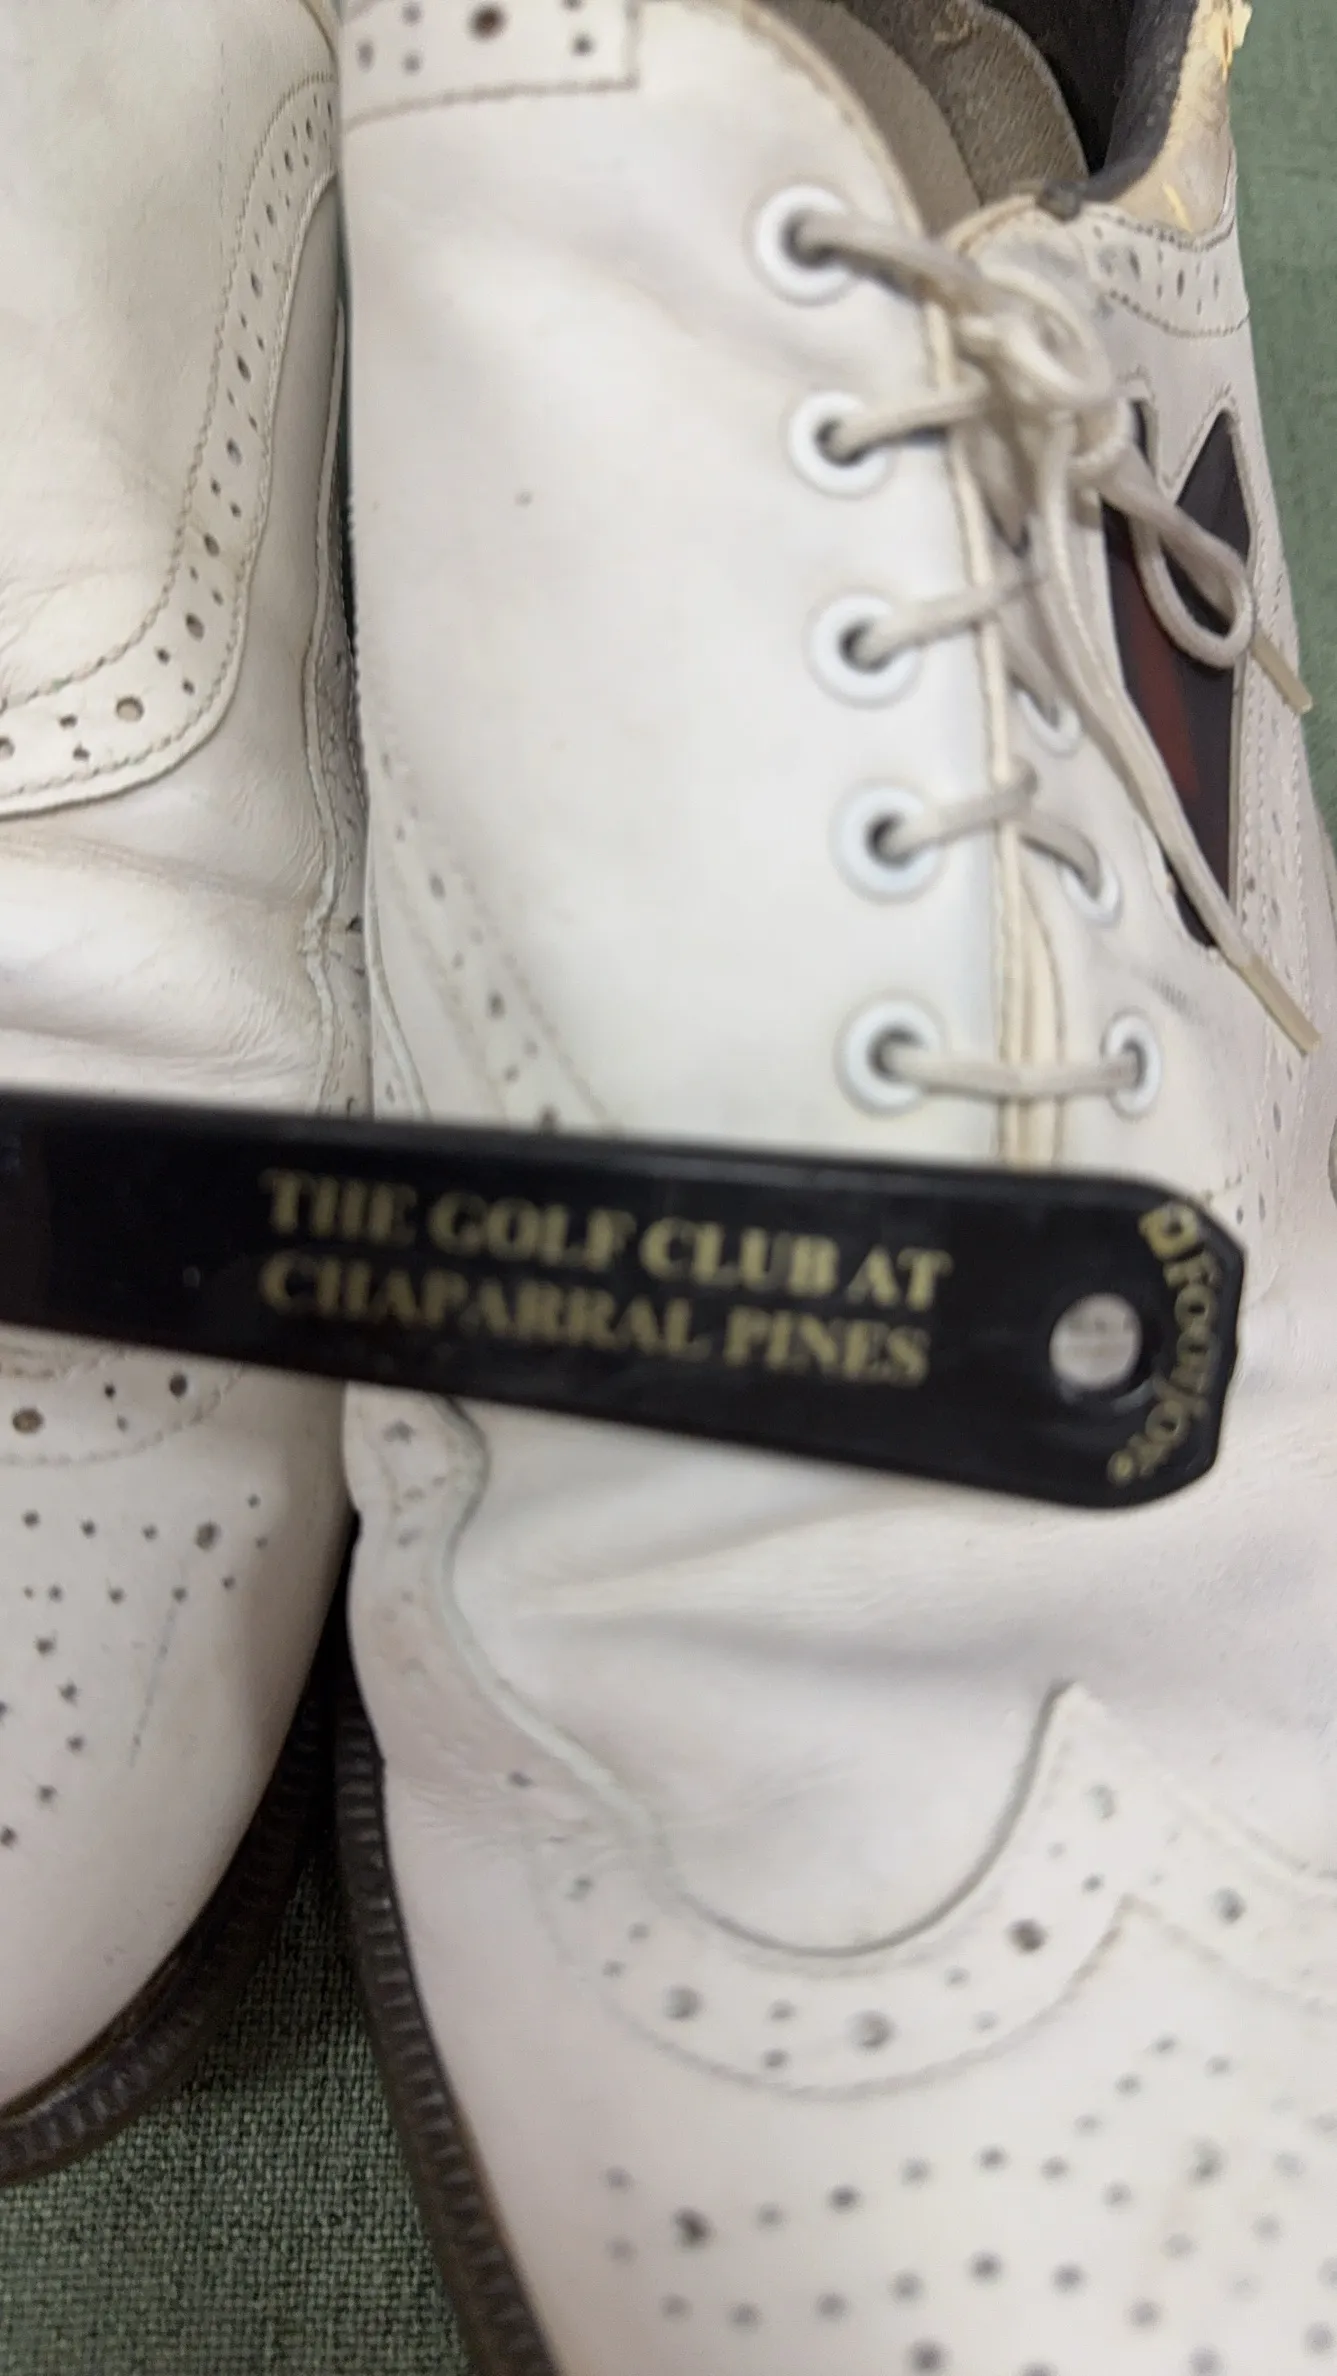 THE GOLF CLUB AT
CHAPARRAL PINES
FootJoy